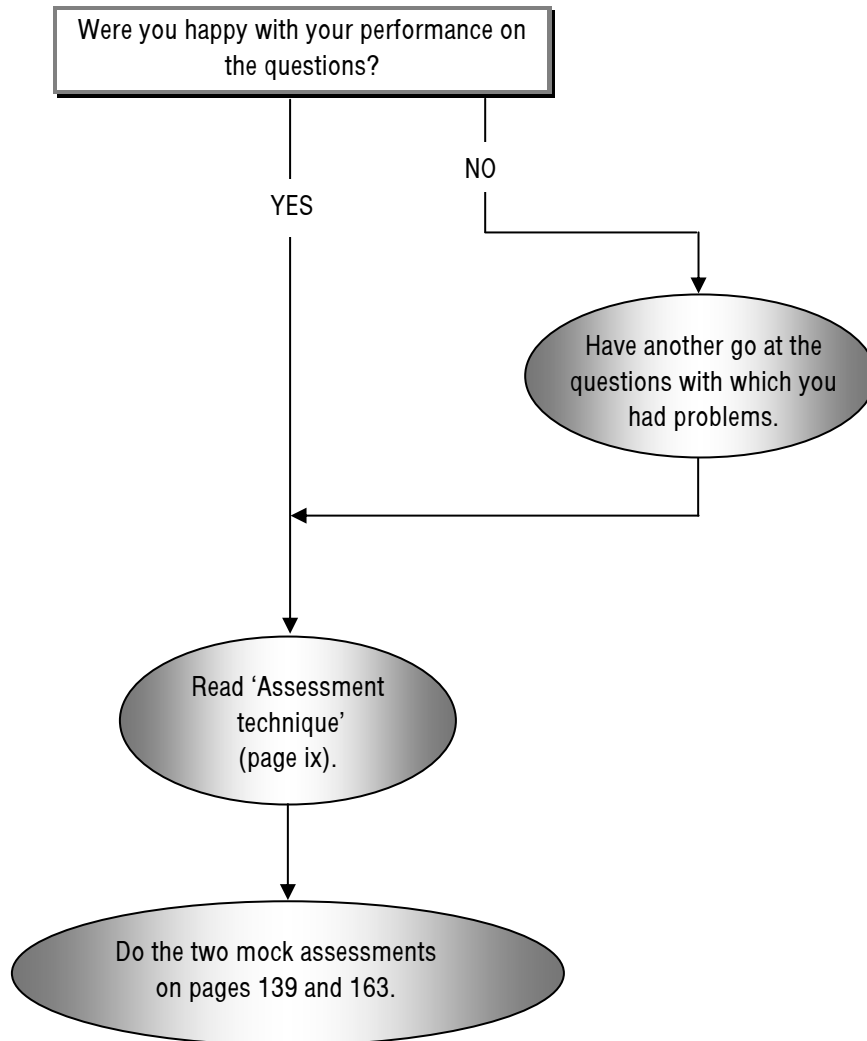 Were you happy with your performance on
the questions?
NO
YES
Have another go at the
questions with which you
had problems.
Read ‘Assessment
technique’
(page ix).
Do the two mock assessments
on pages 139 and 163.